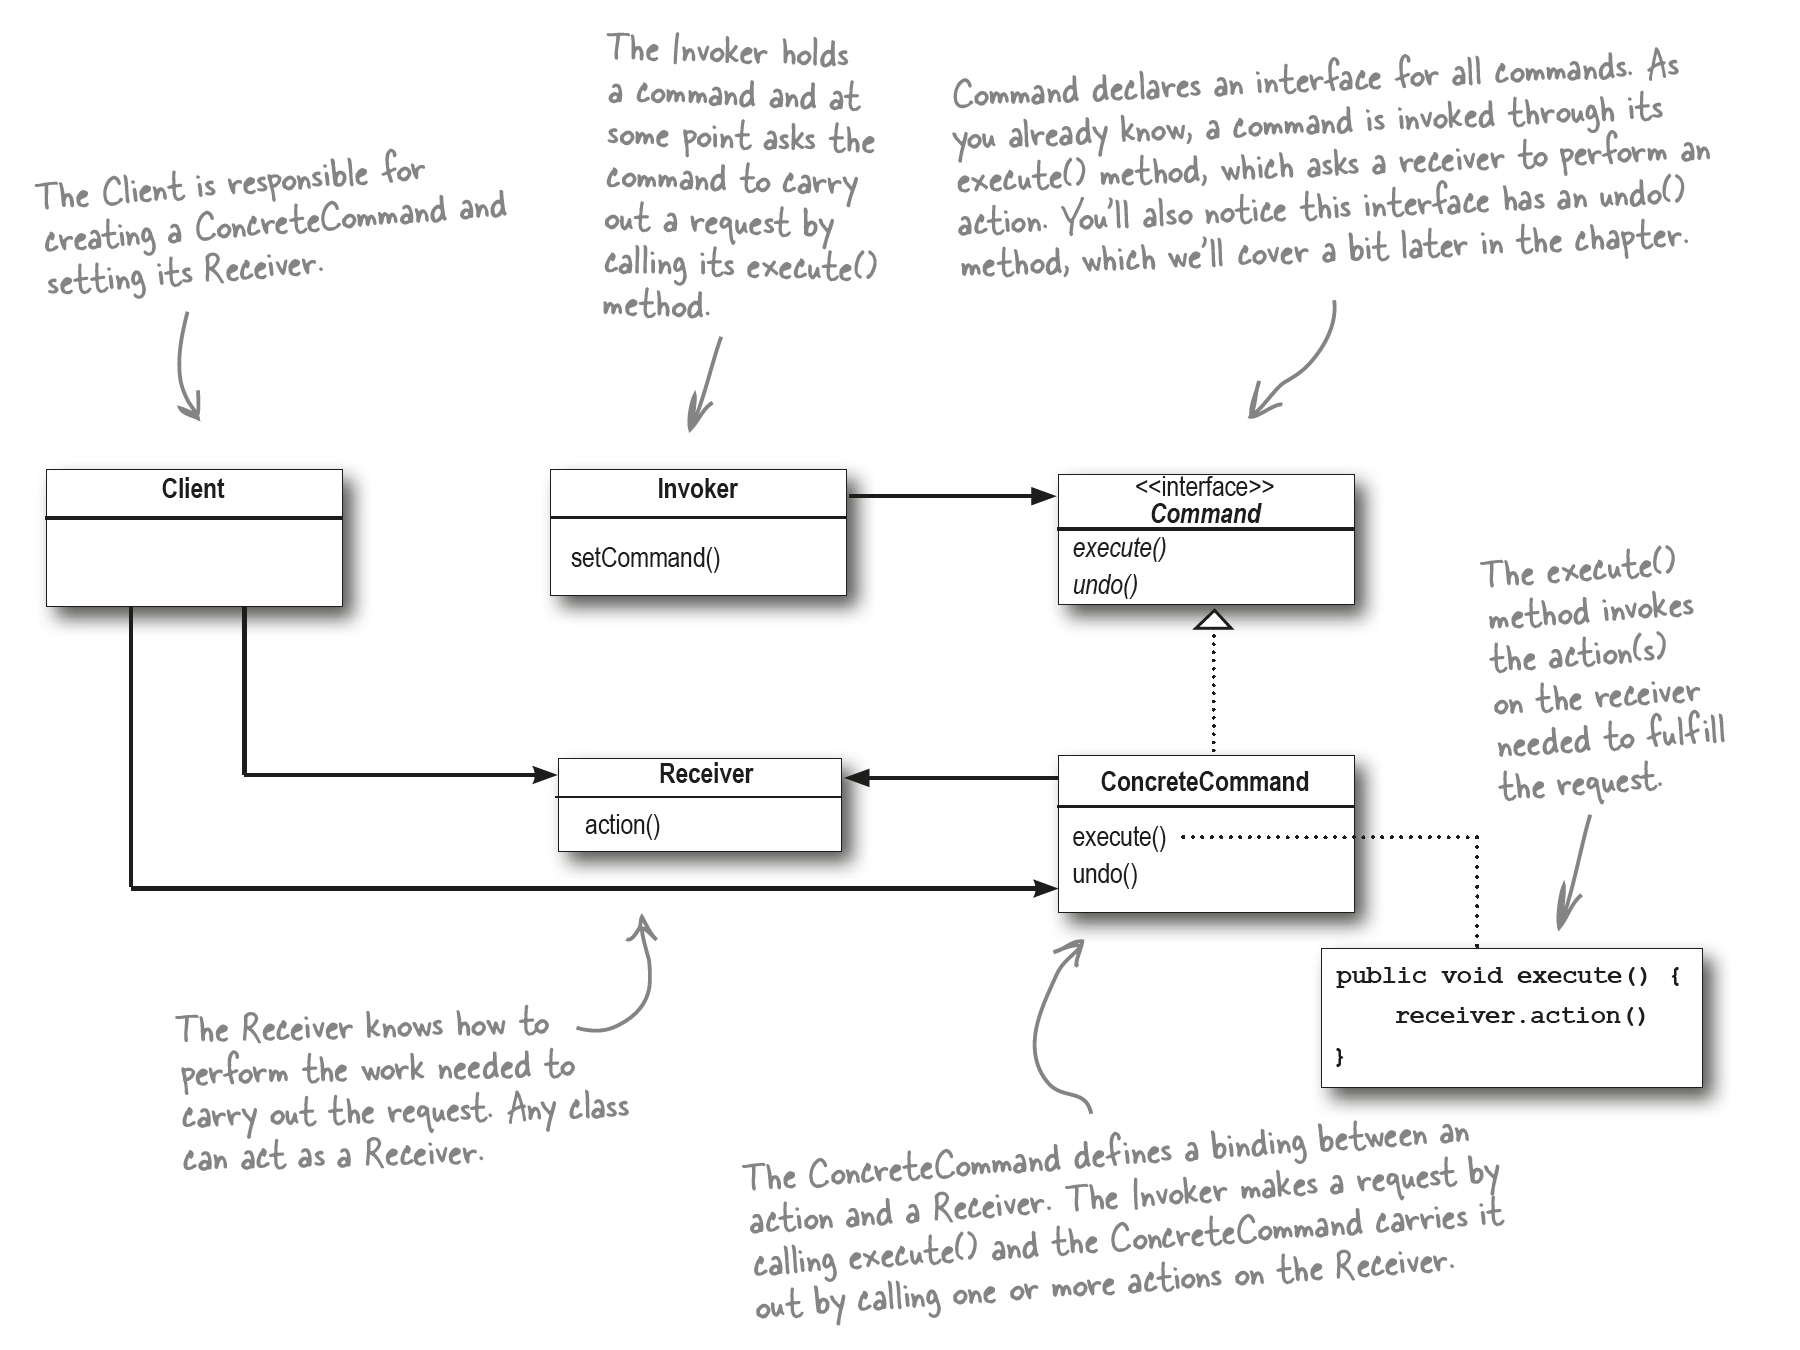 The Client is responsible for
creating a ConcreteCommand and
setting its Receiver.
The Invoker holds
a command and at
some point asks the
command to carry
out a request by
calling its execute()
method.
Command declares an interface for all commands. As
you already know, a command is invoked through its
execute() method, which asks a receiver to perform an
action. You'll also notice this interface has an undo()
method, which we'll cover a bit later in the chapter.
Client
Invoker
setCommand()
<<interface>>
Command
execute()
undo()
The execute()
method invokes
the action(s)
on the receiver
needed to fulfill
the request.
Receiver
action()
ConcreteCommand
execute()
undo()
public void execute() {
receiver.action()
}
The Receiver knows how to
perform the work needed to
carry out the request. Any class
can act as a Receiver.
The ConcreteCommand defines a binding between an
action and a Receiver. The Invoker makes a request by
calling execute() and the ConcreteCommand carries it
out by calling one or more actions on the Receiver.